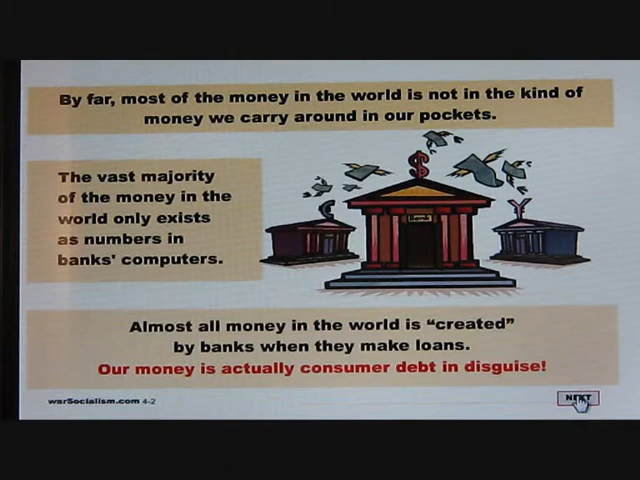 By far, most of the money in the world is not in the kind of
money we carry around in our pockets.
The vast majority
of the money in the
world only exists
as numbers in
banks' computers.
$
€
¥
Bank
Almost all money in the world is “created”
by banks when they make loans.
Our money is actually consumer debt in disguise!
warSocialism.com 4-2
NEXT